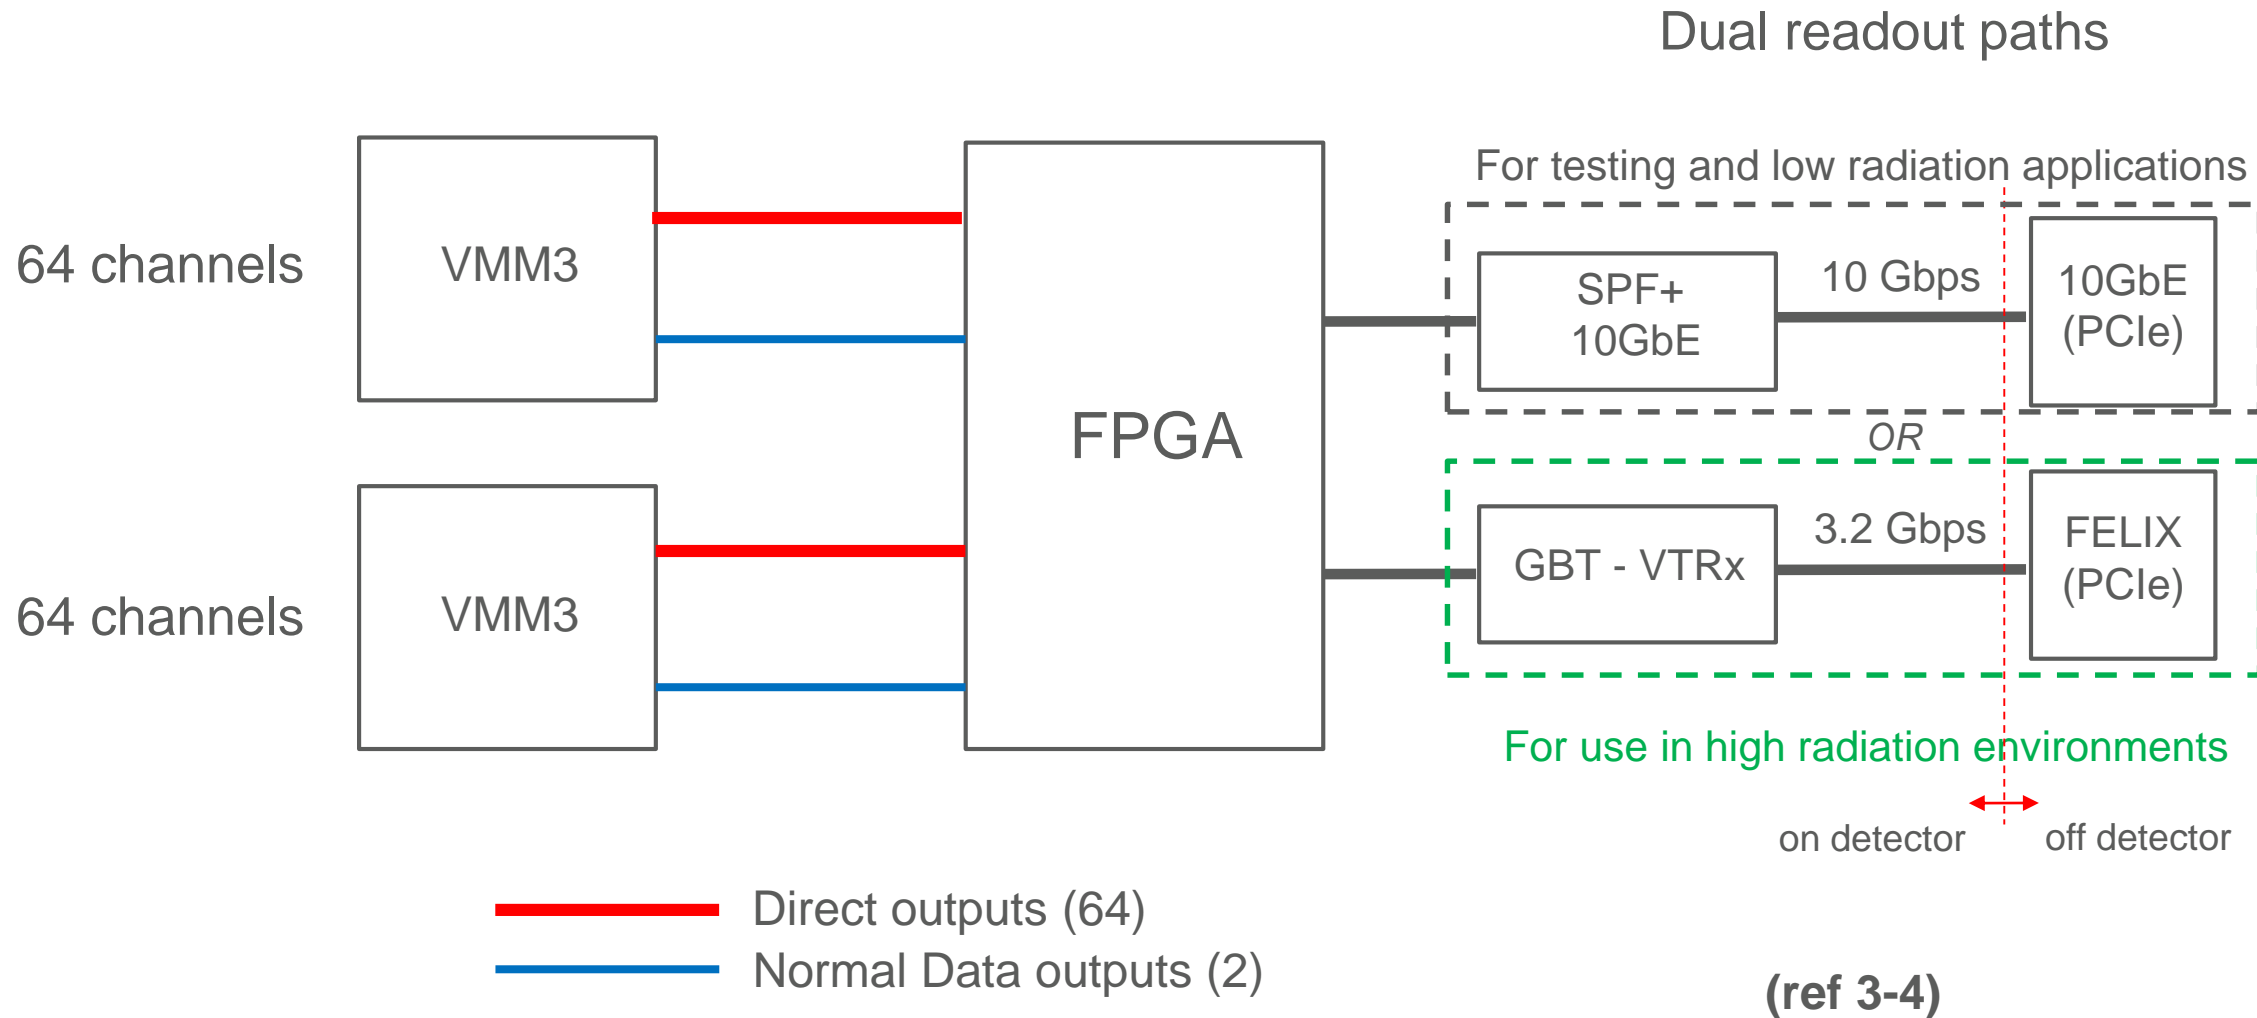 Dual readout paths
For testing and low radiation applications
64 channels
VMM3
SPF+
10GbE
10 Gbps
10GbE
(PCIe)
FPGA
OR
64 channels
VMM3
GBT - VTRx
3.2 Gbps
FELIX
(PCIe)
For use in high radiation environments
on detector
off detector
Direct outputs (64)
Normal Data outputs (2)
(ref 3-4)